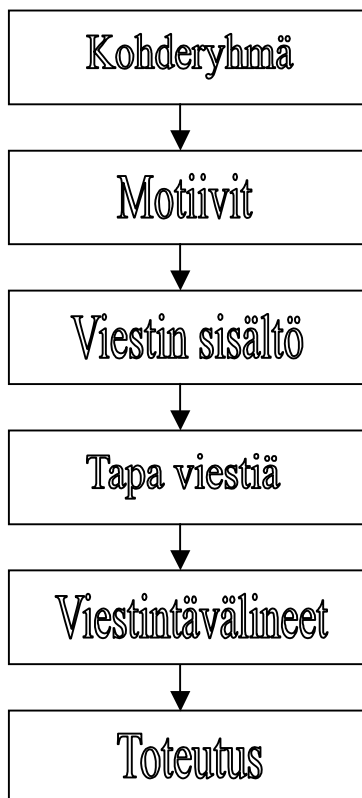 Kohderyhmä
Motiivit
Viestin sisältö
Tapa viestiä
Viestintävälineet
Toteutus